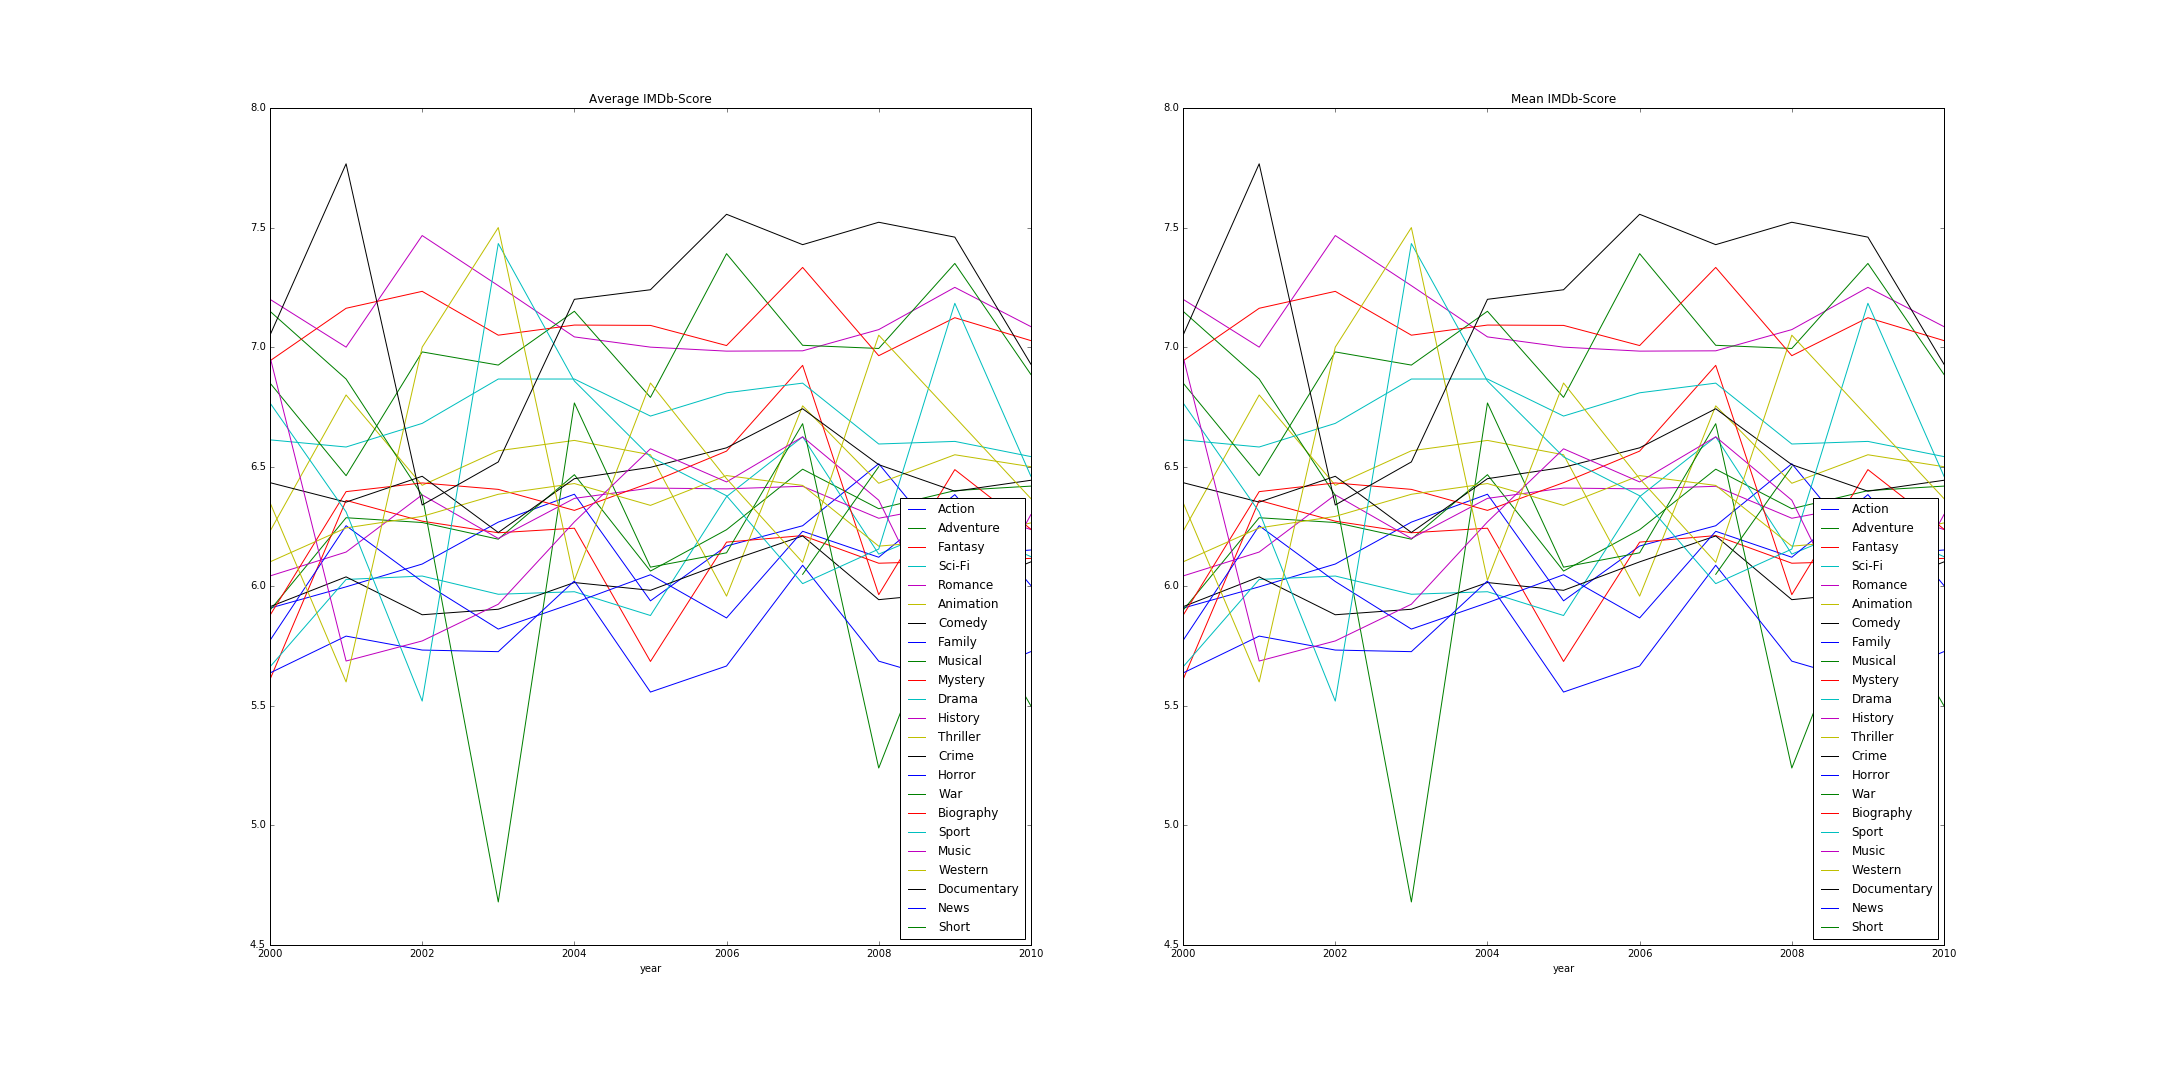 Average IMDb-Score
8.0
7.5
7.0
6.5
6.0
5.5
5.0
4.5
Action
Adventure
Fantasy
Sci-Fi
Romance
Animation
Comedy
Family
Musical
Mystery
Drama
History
Thriller
Crime
Horror
War
Biography
Sport
Music
Western
Documentary
News
Short
2000 2002 2004 2006 2008 2010
year
Mean IMDb-Score
8.0
7.5
7.0
6.5
6.0
5.5
5.0
4.5
Action
Adventure
Fantasy
Sci-Fi
Romance
Animation
Comedy
Family
Musical
Mystery
Drama
History
Thriller
Crime
Horror
War
Biography
Sport
Music
Western
Documentary
News
Short
2000 2002 2004 2006 2008 2010
year